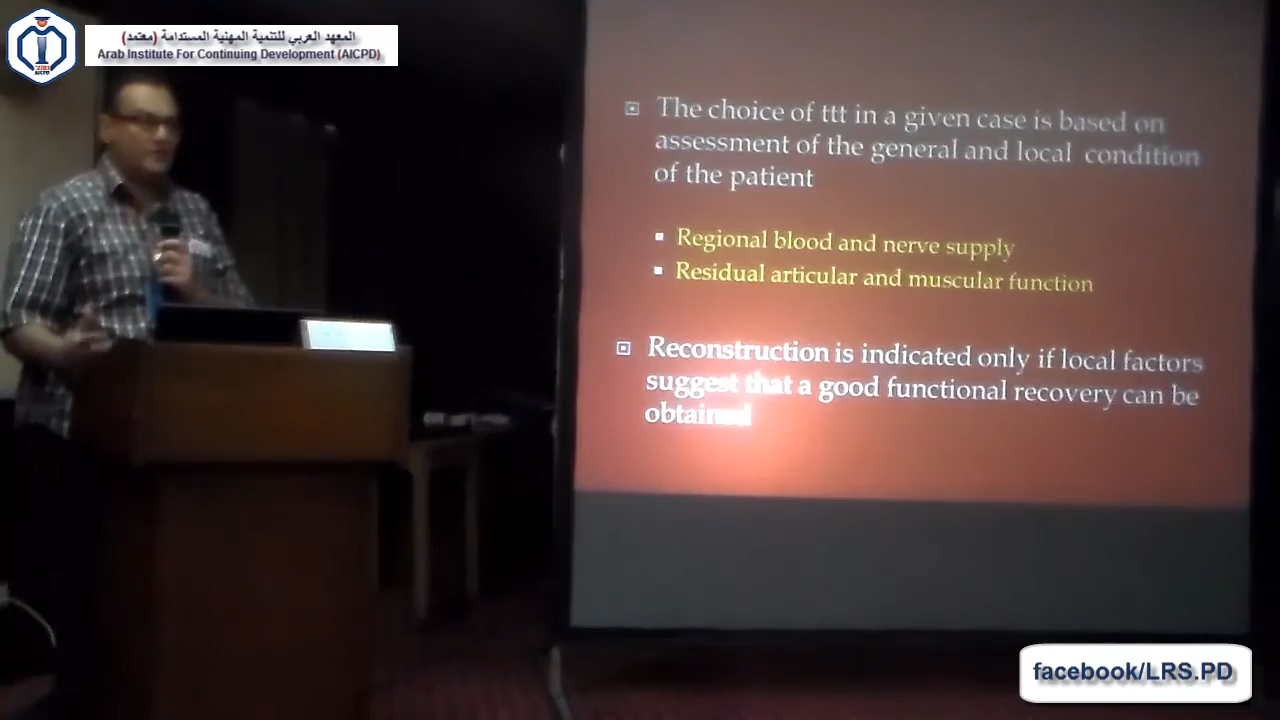 المعهد العربي للتنمية المهنية المستدامة (معتمد)
Arab Institute For Continuing Development (AICPD)
AICPD
The choice of ttt in a given case is based on
assessment of the general and local condition
of the patient
Regional blood and nerve supply
Residual articular and muscular function
Reconstruction is indicated only if local factors
suggest that a good functional recovery can be
obtained
facebook/LRS.PD